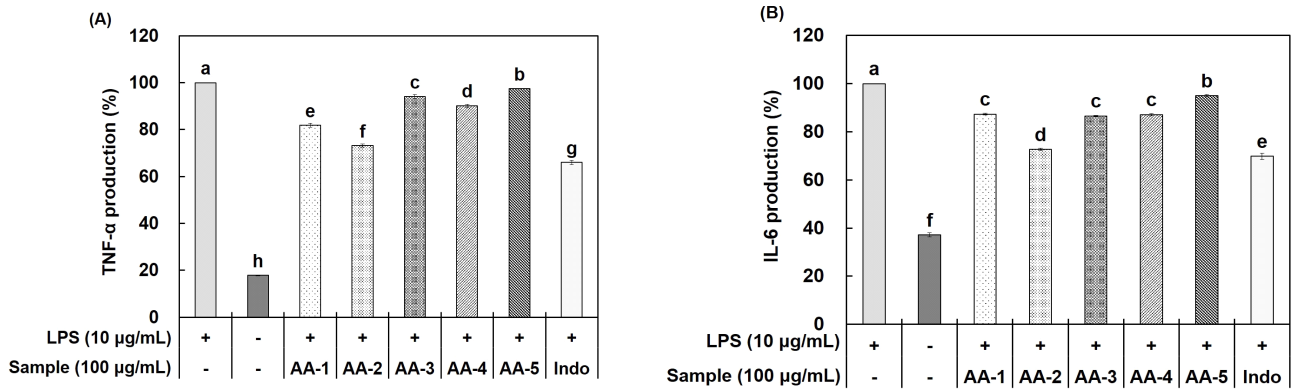 (A)
TNF-α production (%)
120
100
80
60
40
20
0
a
h
e
f
c
d
b
g
LPS (10 µg/mL) + - + + + + + +
Sample (100 µg/mL) - - AA-1 AA-2 AA-3 AA-4 AA-5 Indo
(B)
IL-6 production (%)
120
100
80
60
40
20
0
a
f
c
d
c
c
b
e
LPS (10 µg/mL) + - + + + + + +
Sample (100 µg/mL) - - AA-1 AA-2 AA-3 AA-4 AA-5 Indo